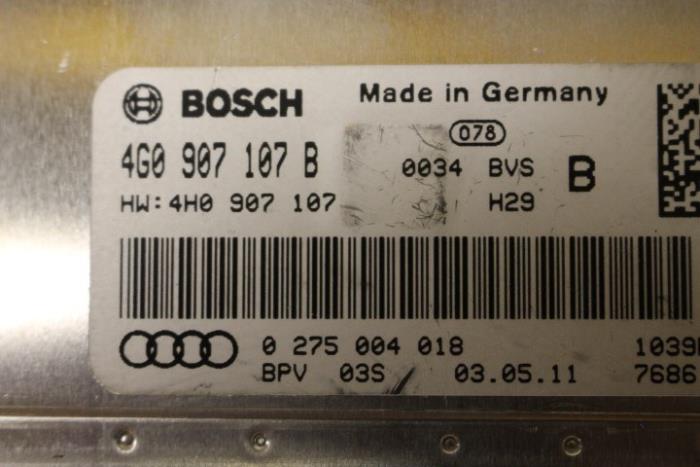 BOSCH Made in Germany
078
4G0 907 107 B 0034 BVS B
HW:4H0 907 107 H29
0 275 004 018
BPV 03S 03.05.11 7686